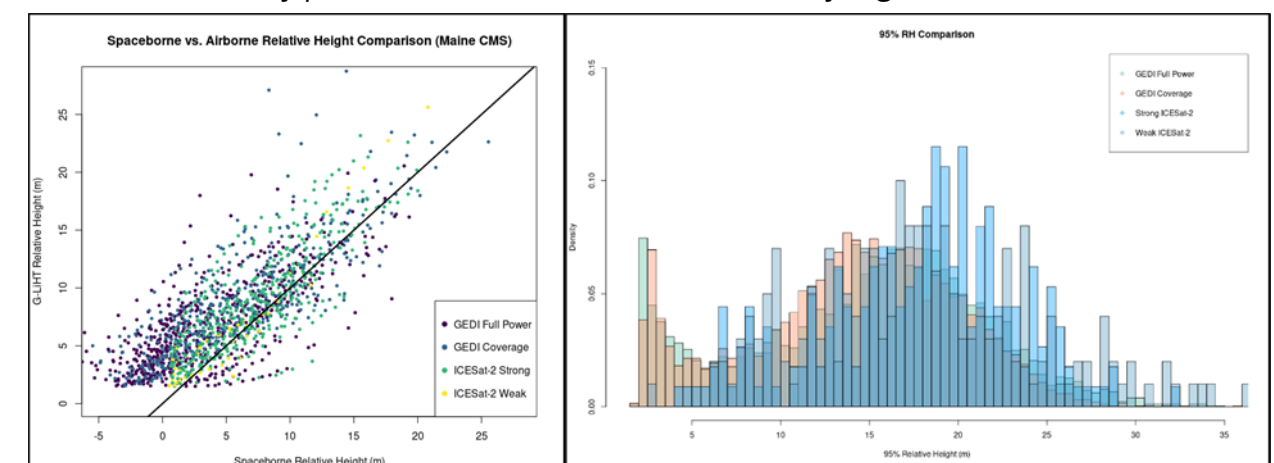 Spaceborne vs. Airborne Relative Height Comparison (Maine CMS)
G-LiHT Relative Height (m)
25
20
15
10
5
0
GEDI Full Power
GEDI Coverage
ICESat-2 Strong
ICESat-2 Weak
-5 0 5 10 15 20 25
Spaceborne Relative Height (m)
95% RH Comparison
Density
0.15
0.10
0.05
0.00
GEDI Full Power
GEDI Coverage
Strong ICESat-2
Weak ICESat-2
5 10 15 20 25 30 35
95% Relative Height (m)